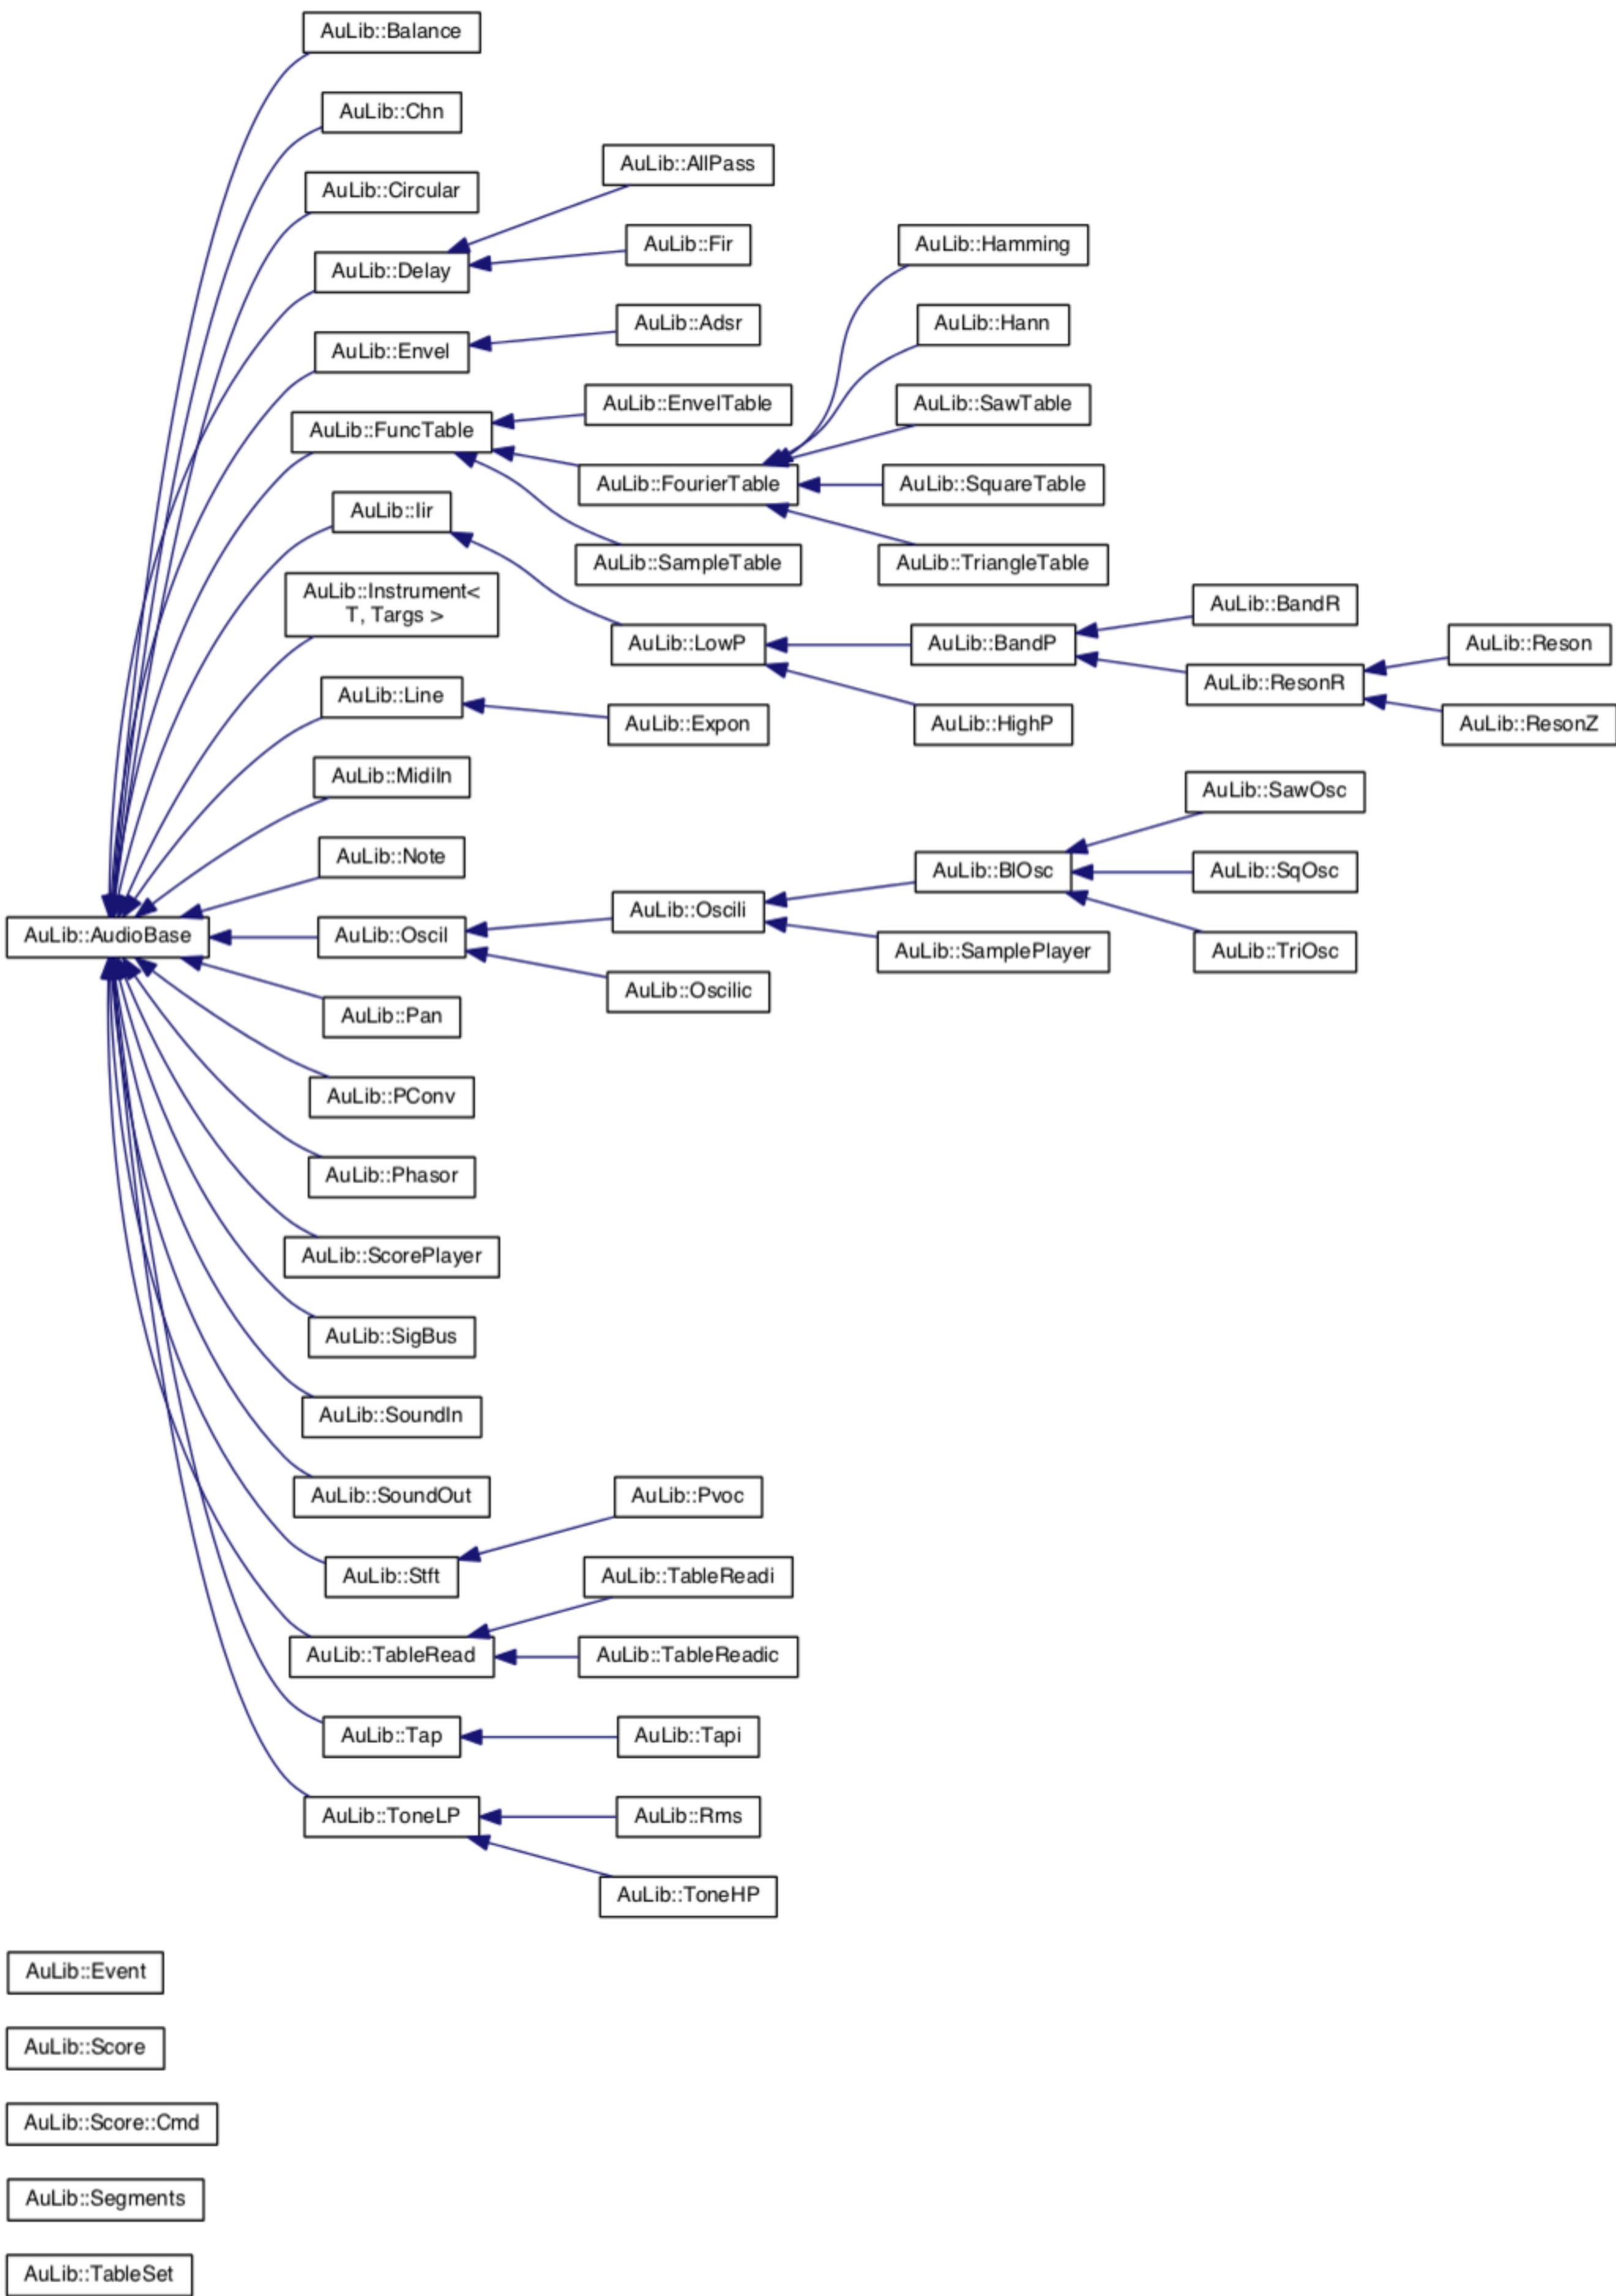 AuLib::Balance
AuLib::Chn
AuLib::AllPass
AuLib::Circular
AuLib::Fir
AuLib::Hamming
AuLib::Delay
AuLib::Adsr
AuLib::Hann
AuLib::Envel
AuLib::EnvelTable
AuLib::SawTable
AuLib::FuncTable
AuLib::FourierTable
AuLib::SquareTable
AuLib::Iir
AuLib::SampleTable
AuLib::TriangleTable
AuLib::Instrument<
T, Targs >
AuLib::BandR
AuLib::LowP
AuLib::BandP
AuLib::Reson
AuLib::ResonR
AuLib::Line
AuLib::Expon
AuLib::HighP
AuLib::ResonZ
AuLib::MidiIn
AuLib::SawOsc
AuLib::Note
AuLib::BlOsc
AuLib::SqOsc
AuLib::Oscili
AuLib::AudioBase
AuLib::Oscil
AuLib::SamplePlayer
AuLib::TriOsc
AuLib::Oscilic
AuLib::Pan
AuLib::PConv
AuLib::Phasor
AuLib::ScorePlayer
AuLib::SigBus
AuLib::SoundIn
AuLib::SoundOut
AuLib::Pvoc
AuLib::Stft
AuLib::TableReadi
AuLib::TableRead
AuLib::TableReadic
AuLib::Tap
AuLib::Tapi
AuLib::ToneLP
AuLib::Rms
AuLib::ToneHP
AuLib::Event
AuLib::Score
AuLib::Score::Cmd
AuLib::Segments
AuLib::TableSet